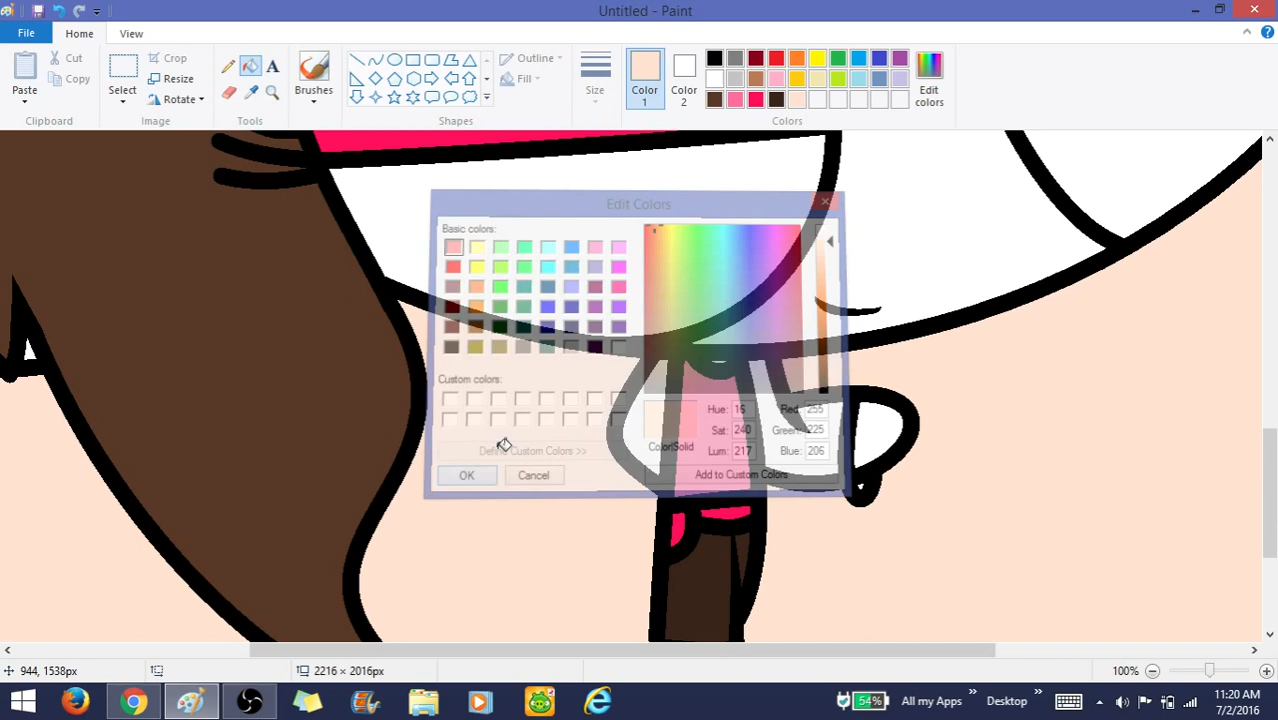 Untitled - Paint
File Home View
Paste
Cut
Copy
Clipboard
Select
Crop
Resize
Rotate
Image
Tools
Brushes
Shapes
Outline
Fill
Size
Color 1
Color 2
Colors
Edit colors
Edit Colors
Basic colors:
Custom colors:
Define Custom Colors >>
OK Cancel
Color|Solid
Hue: 16 Red: 255
Sat: 240 Green: 225
Lum: 217 Blue: 206
Add to Custom Colors
944, 1538px 2216 × 2016px 100%
54% All my Apps » Desktop »
11:20 AM
7/2/2016